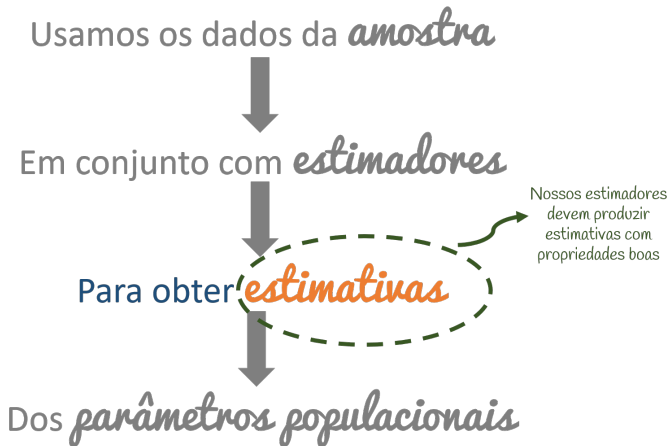 Usamos os dados da amostra
Em conjunto com estimadores
Nossos estimadores
devem produzir
estimativas com
propriedades boas
Para obter estimativas
Dos parâmetros populacionais